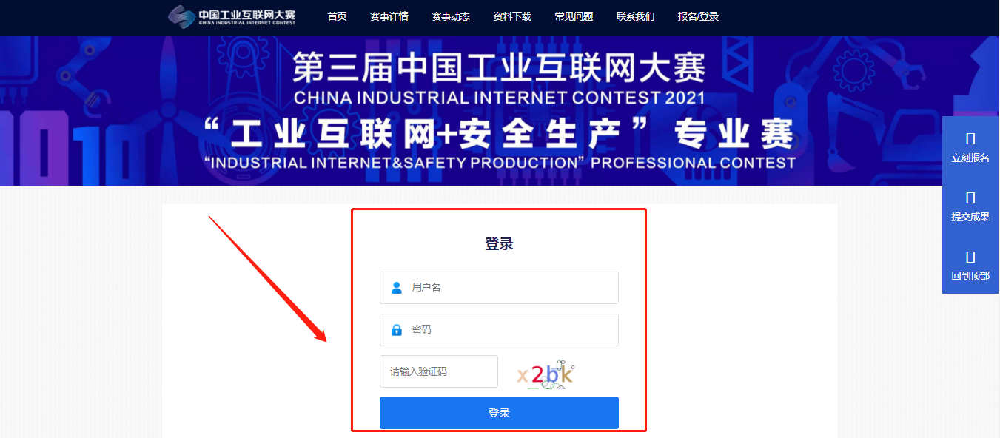 中国工业互联网大赛
CHINA INDUSTRIAL INTERNET CONTEST
首页 赛事详情 赛事动态 资料下载 常见问题 联系我们 报名/登录
第三届中国工业互联网大赛
CHINA INDUSTRIAL INTERNET CONTEST 2021
“工业互联网+安全生产”专业赛
“INDUSTRIAL INTERNET&SAFETY PRODUCTION” PROFESSIONAL CONTEST
1010
立刻报名
提交成果
回到顶部
登录
用户名
密码
请输入验证码 x2bk
登录